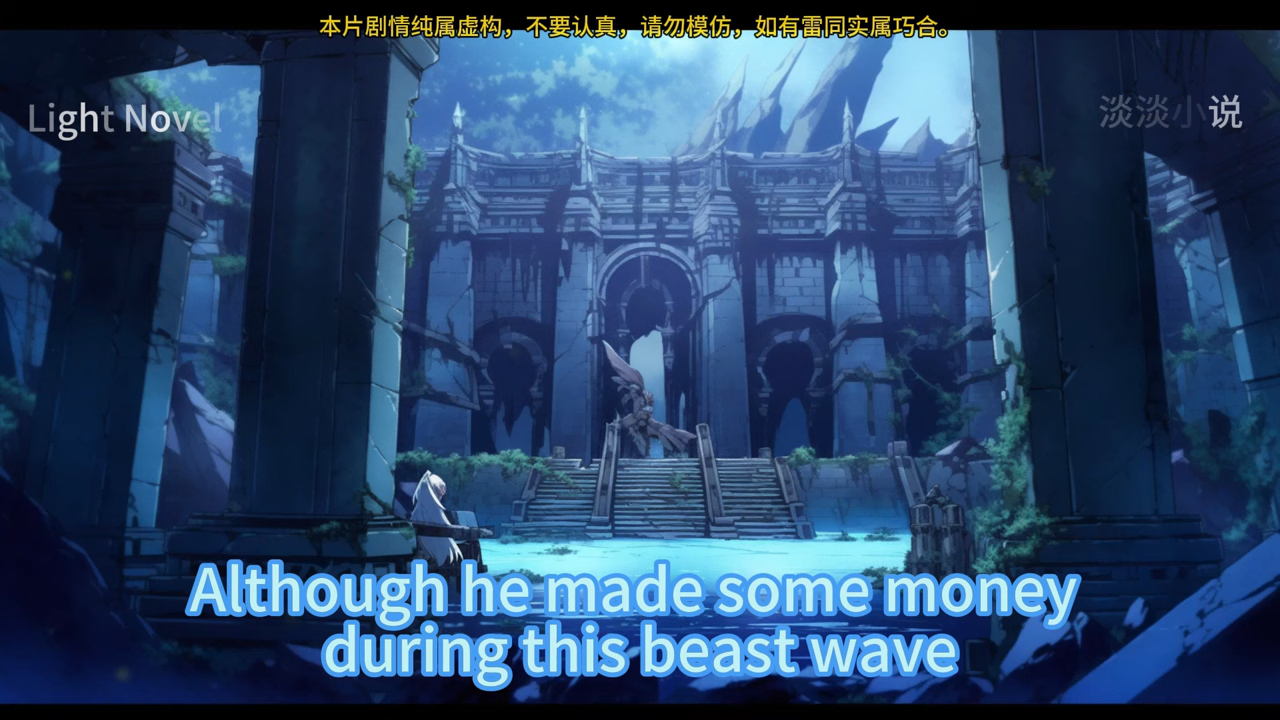 本片剧情纯属虚构，不要认真，请勿模仿，如有雷同实属巧合。
Light Novel
淡淡小说
Although he made some money
during this beast wave